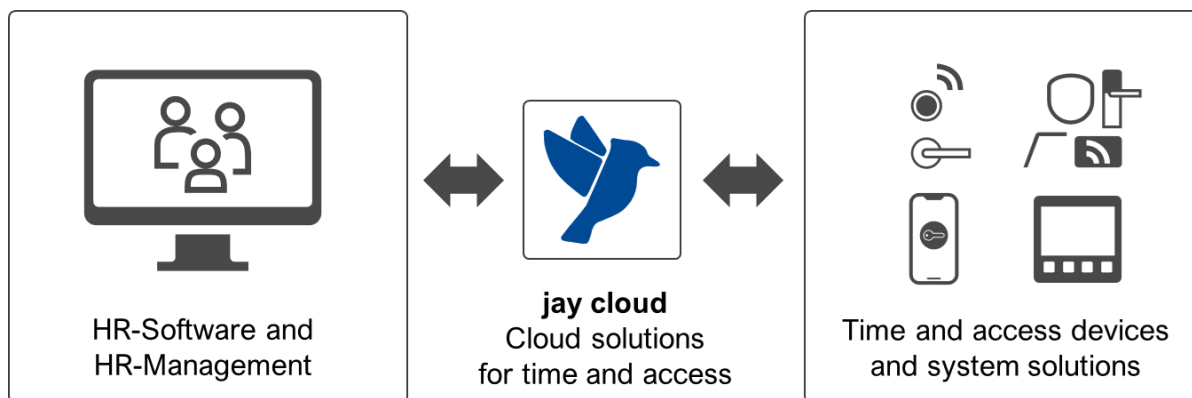 HR-Software and
HR-Management
jay cloud
Cloud solutions
for time and access
Time and access devices
and system solutions